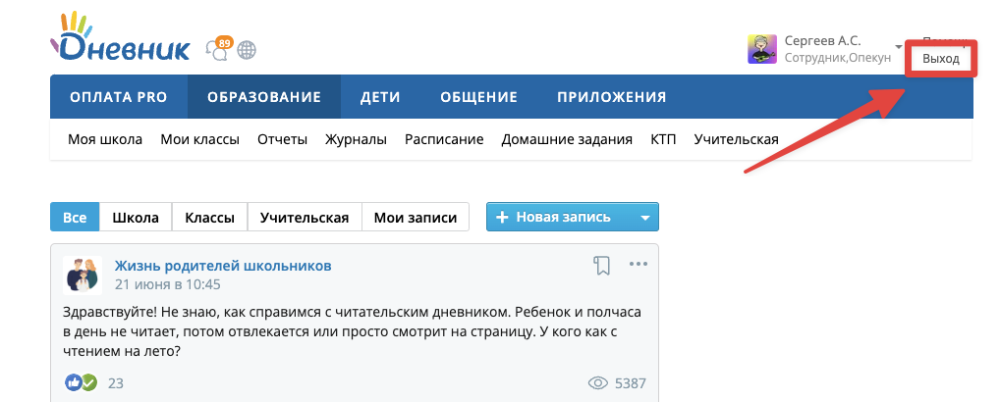 Dневник
89
Сергеев А.С.
Сотрудник,Опекун
Помощь
Выход
ОПЛАТА PRO ОБРАЗОВАНИЕ ДЕТИ ОБЩЕНИЕ ПРИЛОЖЕНИЯ
Моя школа Мои классы Отчеты Журналы Расписание Домашние задания КТП Учительская
Все Школа Классы Учительская Мои записи + Новая запись
Жизнь родителей школьников
21 июня в 10:45
Здравствуйте! Не знаю, как справимся с читательским дневником. Ребенок и полчаса
в день не читает, потом отвлекается или просто смотрит на страницу. У кого как с
чтением на лето?
23 5387